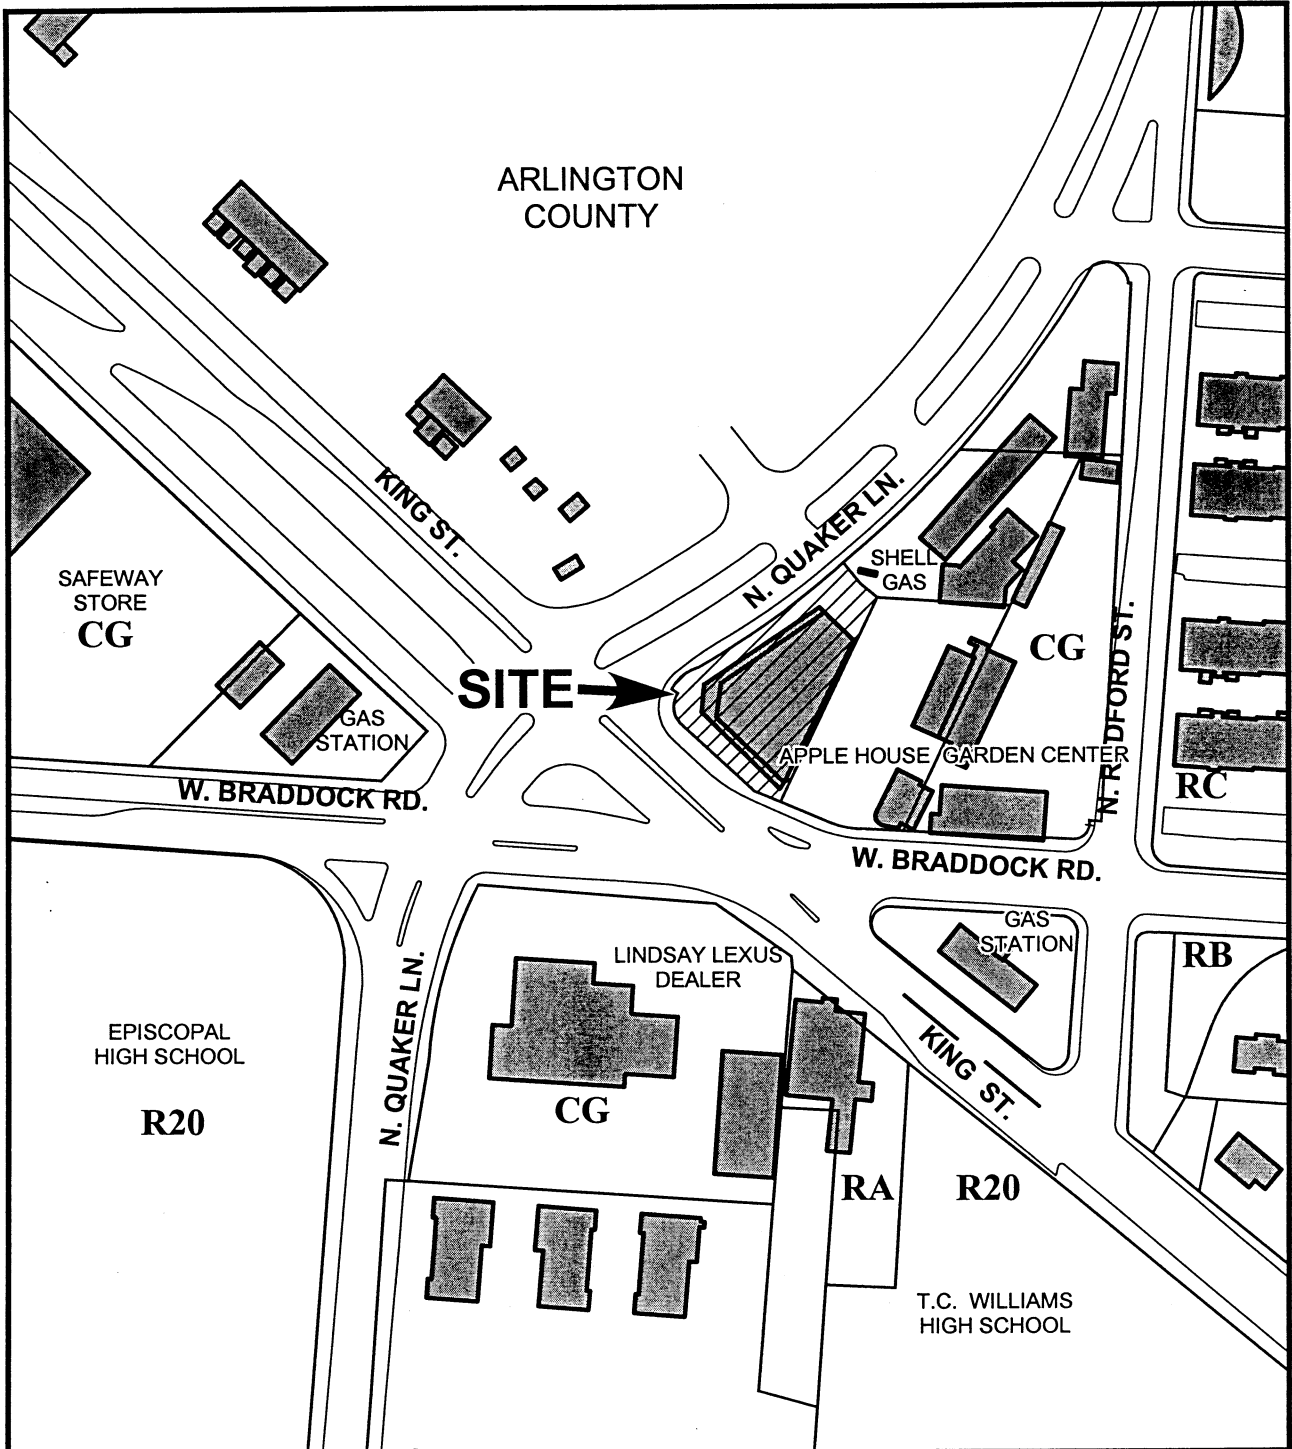 ARLINGTON
COUNTY
KING ST.
N. QUAKER LN.
SHELL
GAS
SAFEWAY
STORE
CG
CG
N. RADFORD ST.
SITE
GAS
STATION
APPLE HOUSE GARDEN CENTER
RC
W. BRADDOCK RD.
W. BRADDOCK RD.
GAS
STATION
RB
LINDSAY LEXUS
DEALER
EPISCOPAL
HIGH SCHOOL
N. QUAKER LN.
KING ST.
CG
R20
RA
R20
T.C. WILLIAMS
HIGH SCHOOL